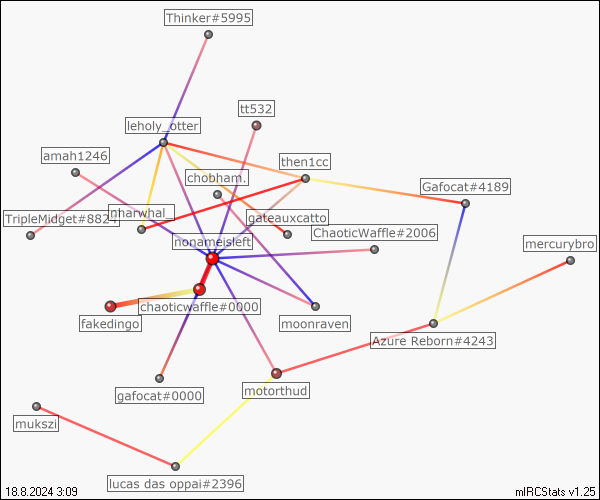 Thinker#5995
tt532
leholy_otter
amah1246
then1cc
chobham.
Gafocat#4189
TripleMidget#8824
nharwhal_
gateauxcatto
ChaoticWaffle#2006
nonameisleft
mercurybro
chaoticwaffle#0000
fakedingo
moonraven
Azure Reborn#4243
gafocat#0000
motorthud
mukszi
lucas das oppai#2396
18.8.2024 3:09
mIRCStats v1.25